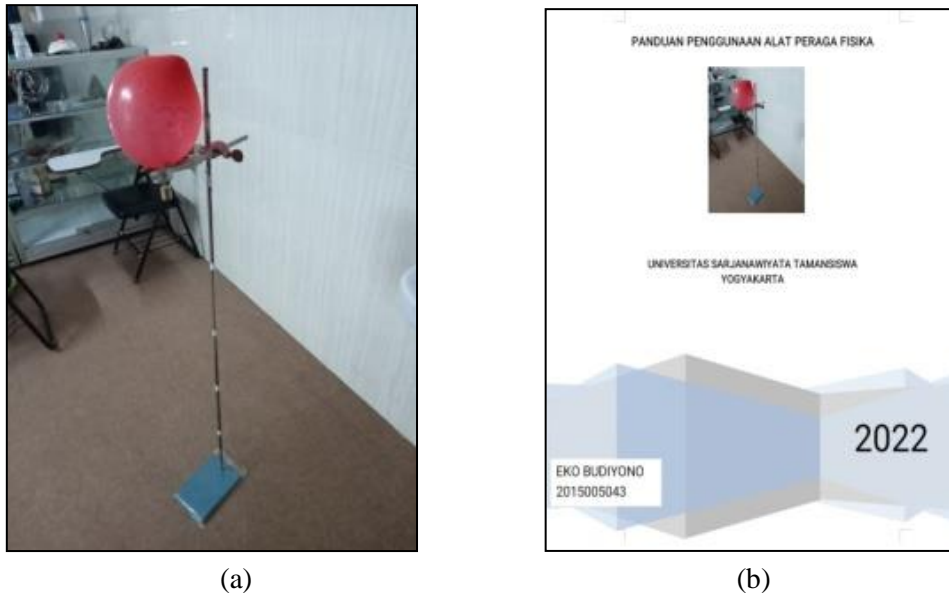 PANDUAN PENGGUNAAN ALAT PERAGA FISIKA
UNIVERSITAS SARJANAWIYATA TAMANSISWA
YOGYAKARTA
2022
EKO BUDIYONO
2015005043
(a)
(b)